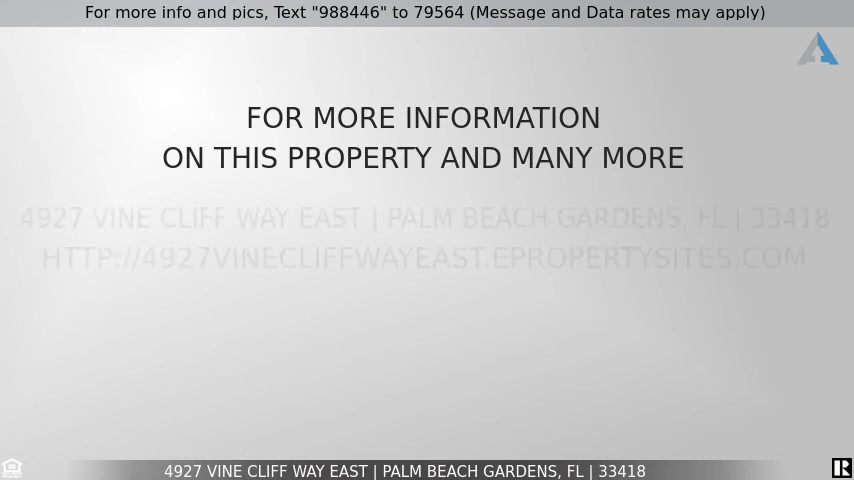 For more info and pics, Text "988446" to 79564 (Message and Data rates may apply)
FOR MORE INFORMATION
ON THIS PROPERTY AND MANY MORE
4927 VINE CLIFF WAY EAST | PALM BEACH GARDENS, FL | 33418
HTTP://4927VINECLIFFWAYEAST.EPROPERTYSITES.COM
4927 VINE CLIFF WAY EAST | PALM BEACH GARDENS, FL | 33418